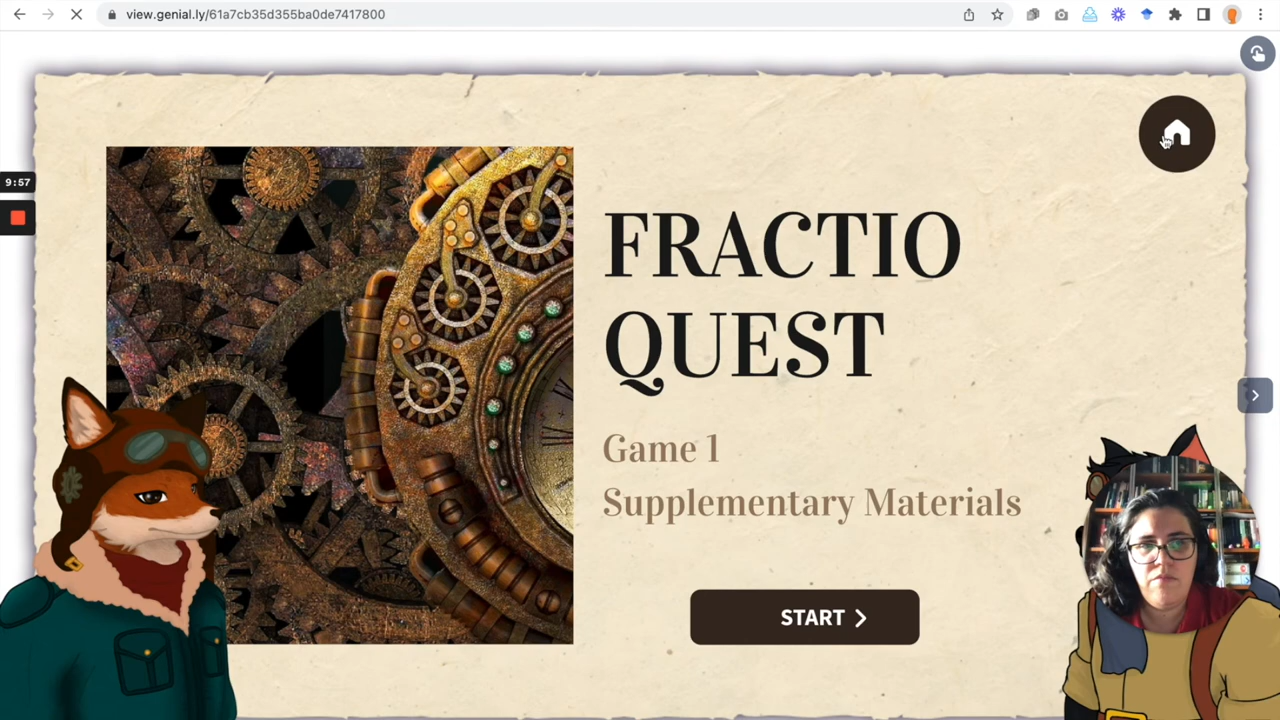 view.genial.ly/61a7cb35d355ba0de7417800
9:57
FRACTIO
QUEST
Game 1
Supplementary Materials
START